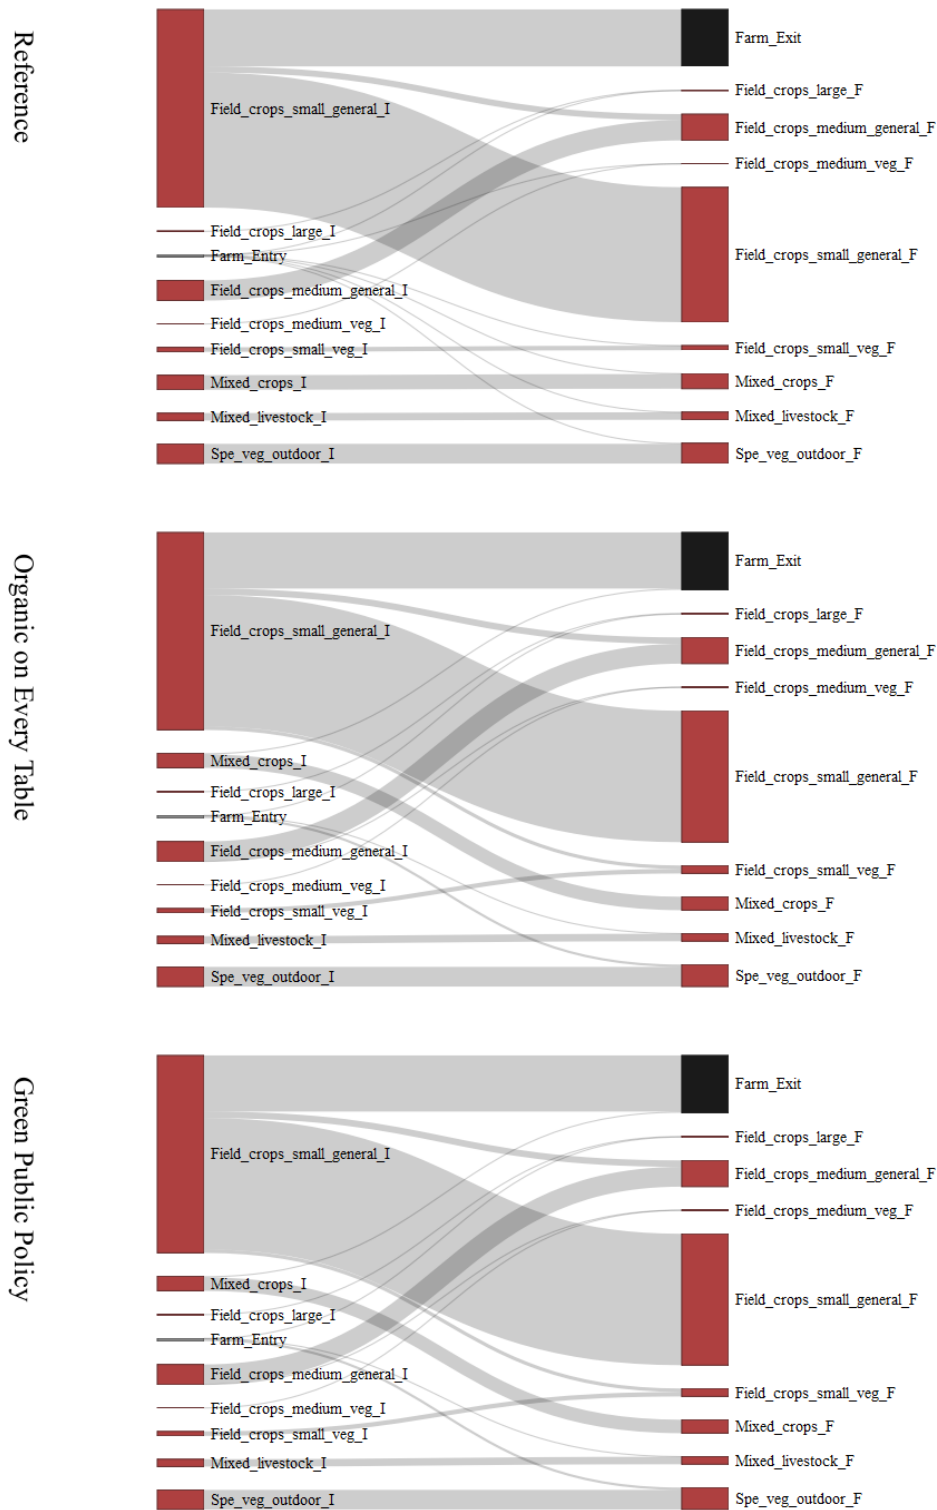 Reference
Field_crops_small_general_I
Field_crops_large_I
Farm_Entry
Field_crops_medium_general_I
Field_crops_medium_veg_I
Field_crops_small_veg_I
Mixed_crops_I
Mixed_livestock_I
Spe_veg_outdoor_I
Farm_Exit
Field_crops_large_F
Field_crops_medium_general_F
Field_crops_medium_veg_F
Field_crops_small_general_F
Field_crops_small_veg_F
Mixed_crops_F
Mixed_livestock_F
Spe_veg_outdoor_F
Organic on Every Table
Field_crops_small_general_I
Mixed_crops_I
Field_crops_large_I
Farm_Entry
Field_crops_medium_general_I
Field_crops_medium_veg_I
Field_crops_small_veg_I
Mixed_livestock_I
Spe_veg_outdoor_I
Farm_Exit
Field_crops_large_F
Field_crops_medium_general_F
Field_crops_medium_veg_F
Field_crops_small_general_F
Field_crops_small_veg_F
Mixed_crops_F
Mixed_livestock_F
Spe_veg_outdoor_F
Green Public Policy
Field_crops_small_general_I
Mixed_crops_I
Field_crops_large_I
Farm_Entry
Field_crops_medium_general_I
Field_crops_medium_veg_I
Field_crops_small_veg_I
Mixed_livestock_I
Spe_veg_outdoor_I
Farm_Exit
Field_crops_large_F
Field_crops_medium_general_F
Field_crops_medium_veg_F
Field_crops_small_general_F
Field_crops_small_veg_F
Mixed_crops_F
Mixed_livestock_F
Spe_veg_outdoor_F